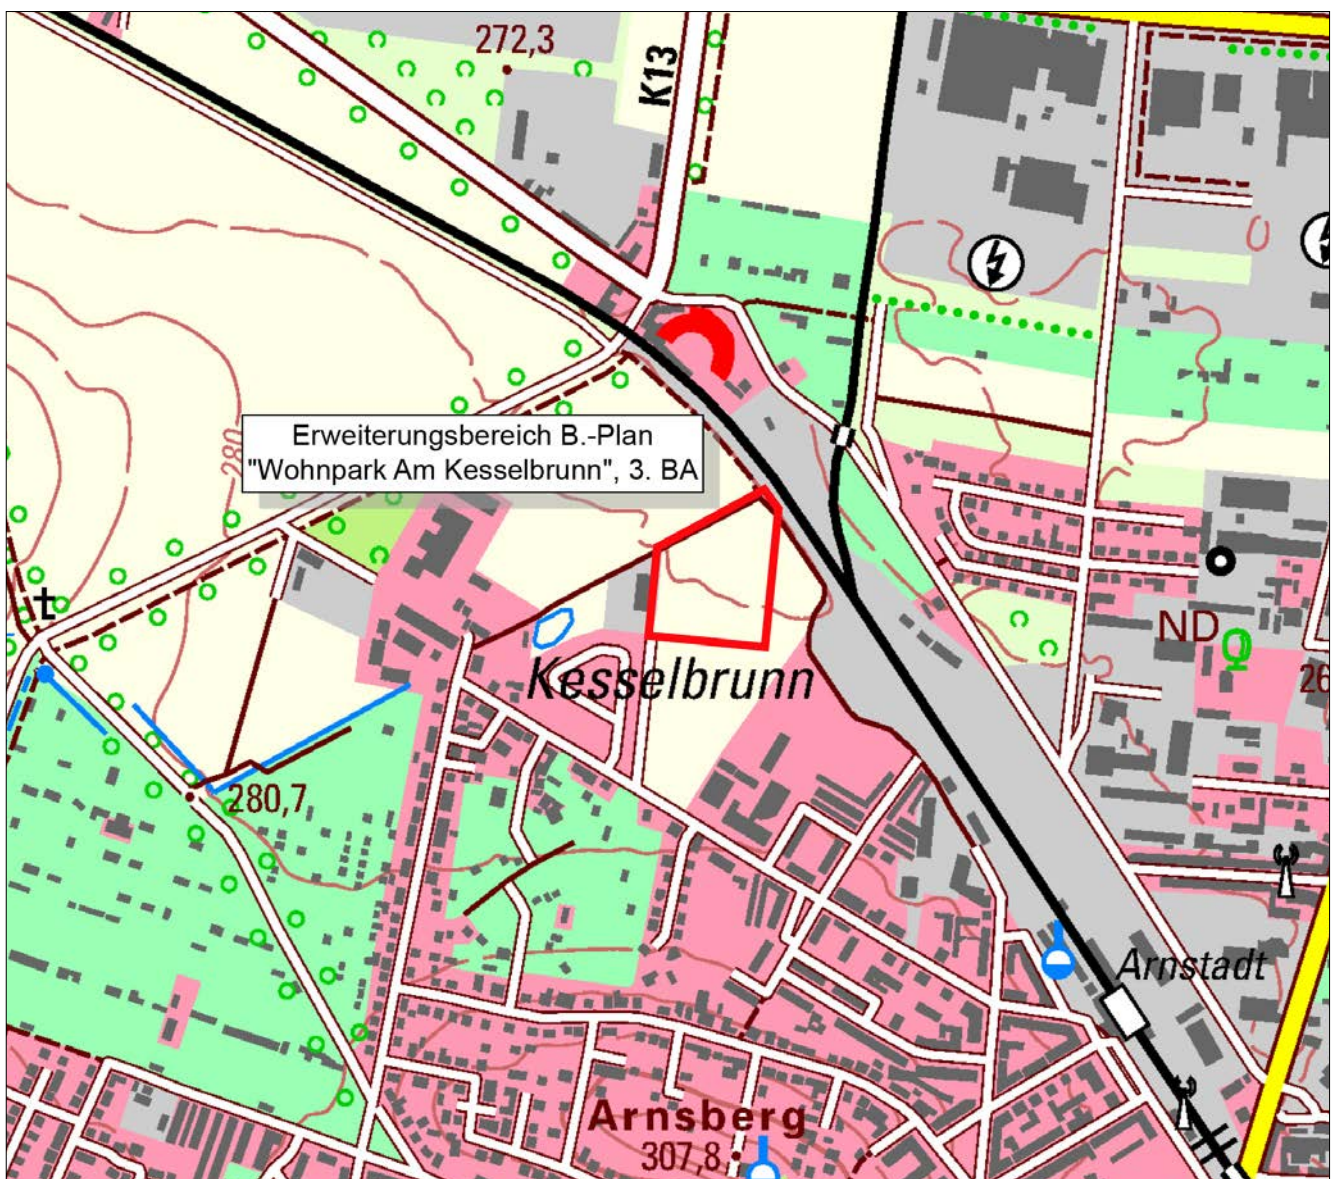 272,3
K13
280
Erweiterungsbereich B.-Plan
"Wohnpark Am Kesselbrunn", 3. BA
ND
Kesselbrunn
26
280,7
Arnstadt
Arnsberg
307,8